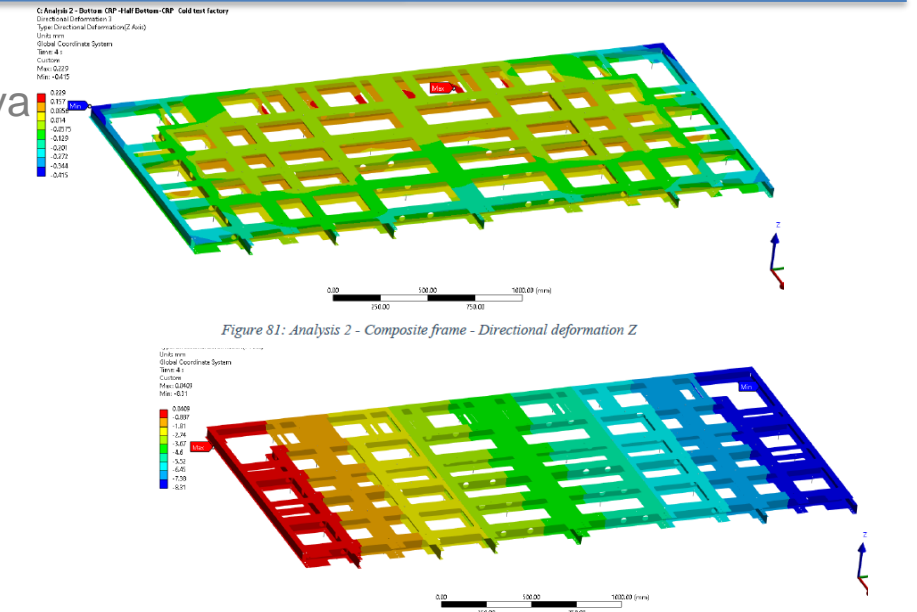 C: Analysis 2 - Bottom CRP -Half Bottom-CRP Cold test factory
Directional Deformation 3
Type: Directional Deformation(Z Axis)
Unit: mm
Global Coordinate System
Time: 4 s
Custom
Max: 0.229
Min: -0.415
0.229
0.157
0.0856
0.014
-0.0575
-0.129
-0.201
-0.272
-0.344
-0.415
va
Min
Max
Z
0.00 500.00 1000.00 (mm)
250.00 750.00
Figure 81: Analysis 2 - Composite frame - Directional deformation Z
Unit: mm
Global Coordinate System
Time: 4 s
Custom
Max: 0.0409
Min: -8.31
0.0409
-0.887
-1.81
-2.74
-3.67
-4.6
-5.52
-6.45
-7.38
-8.31
Max
Min
Z
0.00 500.00 1000.00 (mm)